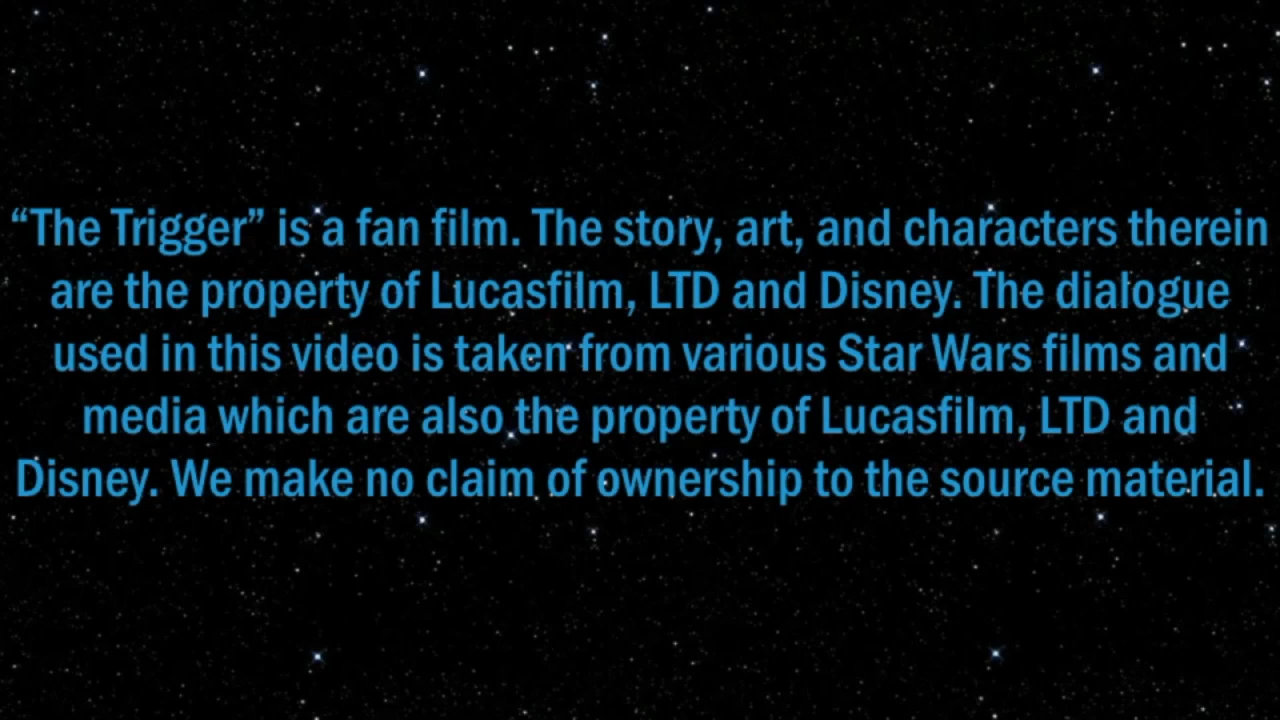 “The Trigger” is a fan film. The story, art, and characters therein
are the property of Lucasfilm, LTD and Disney. The dialogue
used in this video is taken from various Star Wars films and
media which are also the property of Lucasfilm, LTD and
Disney. We make no claim of ownership to the source material.